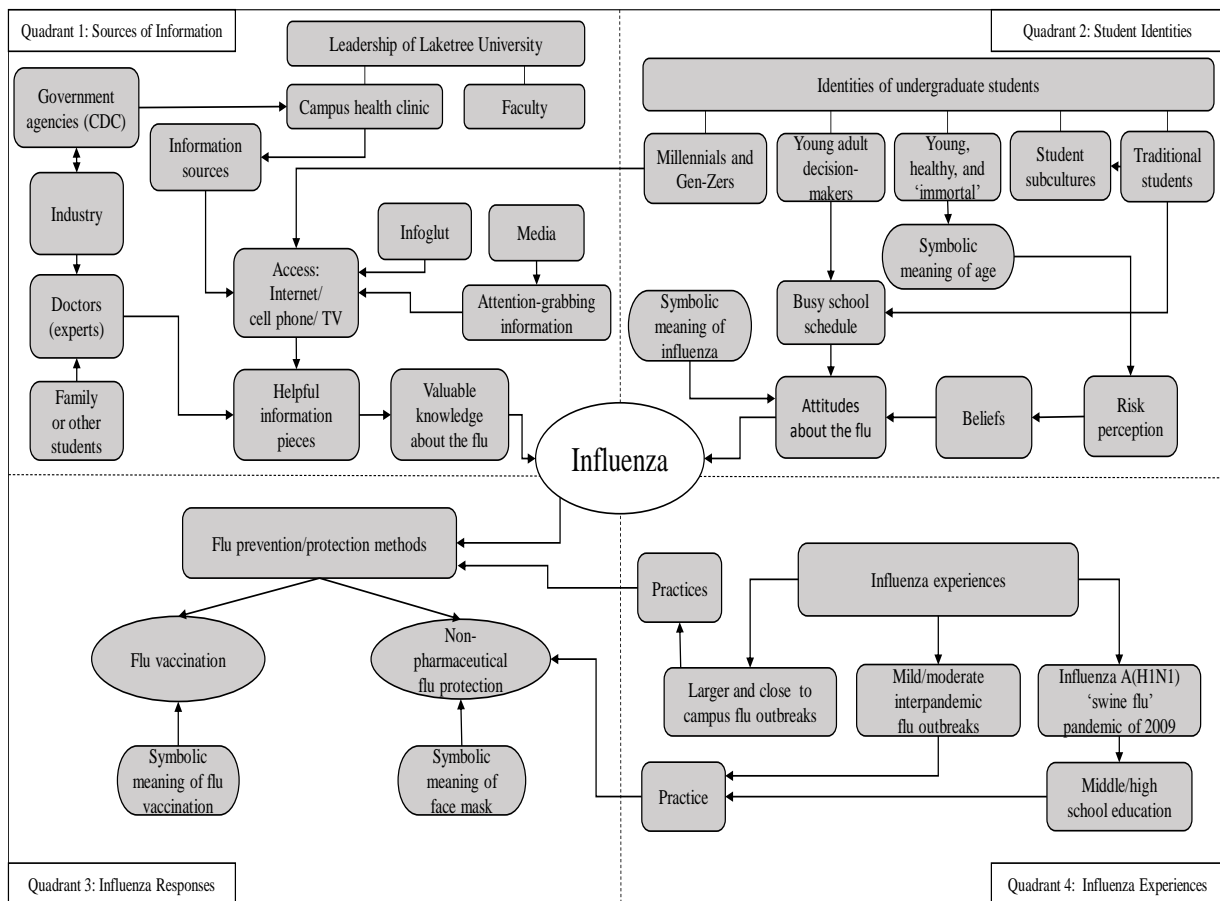 Quadrant 1: Sources of Information
Leadership of Laketree University
Government
agencies (CDC)
Campus health clinic
Faculty
Information
sources
Industry
Infoglut
Media
Access:
Internet/
cell phone/ TV
Attention-grabbing
information
Doctors
(experts)
Family
or other
students
Helpful
information
pieces
Valuable
knowledge
about the flu
Quadrant 2: Student Identities
Identities of undergraduate students
Millennials and
Gen-Zers
Young adult
decision-
makers
Young,
healthy, and
‘immortal’
Student
subcultures
Traditional
students
Symbolic
meaning of age
Symbolic
meaning of
influenza
Busy school
schedule
Attitudes
about the flu
Beliefs
Risk
perception
Influenza
Flu prevention/protection methods
Flu vaccination
Non-
pharmaceutical
flu protection
Symbolic
meaning of flu
vaccination
Symbolic
meaning of
face mask
Quadrant 3: Influenza Responses
Practices
Influenza experiences
Larger and close to
campus flu outbreaks
Mild/moderate
interpandemic
flu outbreaks
Influenza A(H1N1)
‘swine flu’
pandemic of 2009
Practice
Middle/high
school education
Quadrant 4: Influenza Experiences